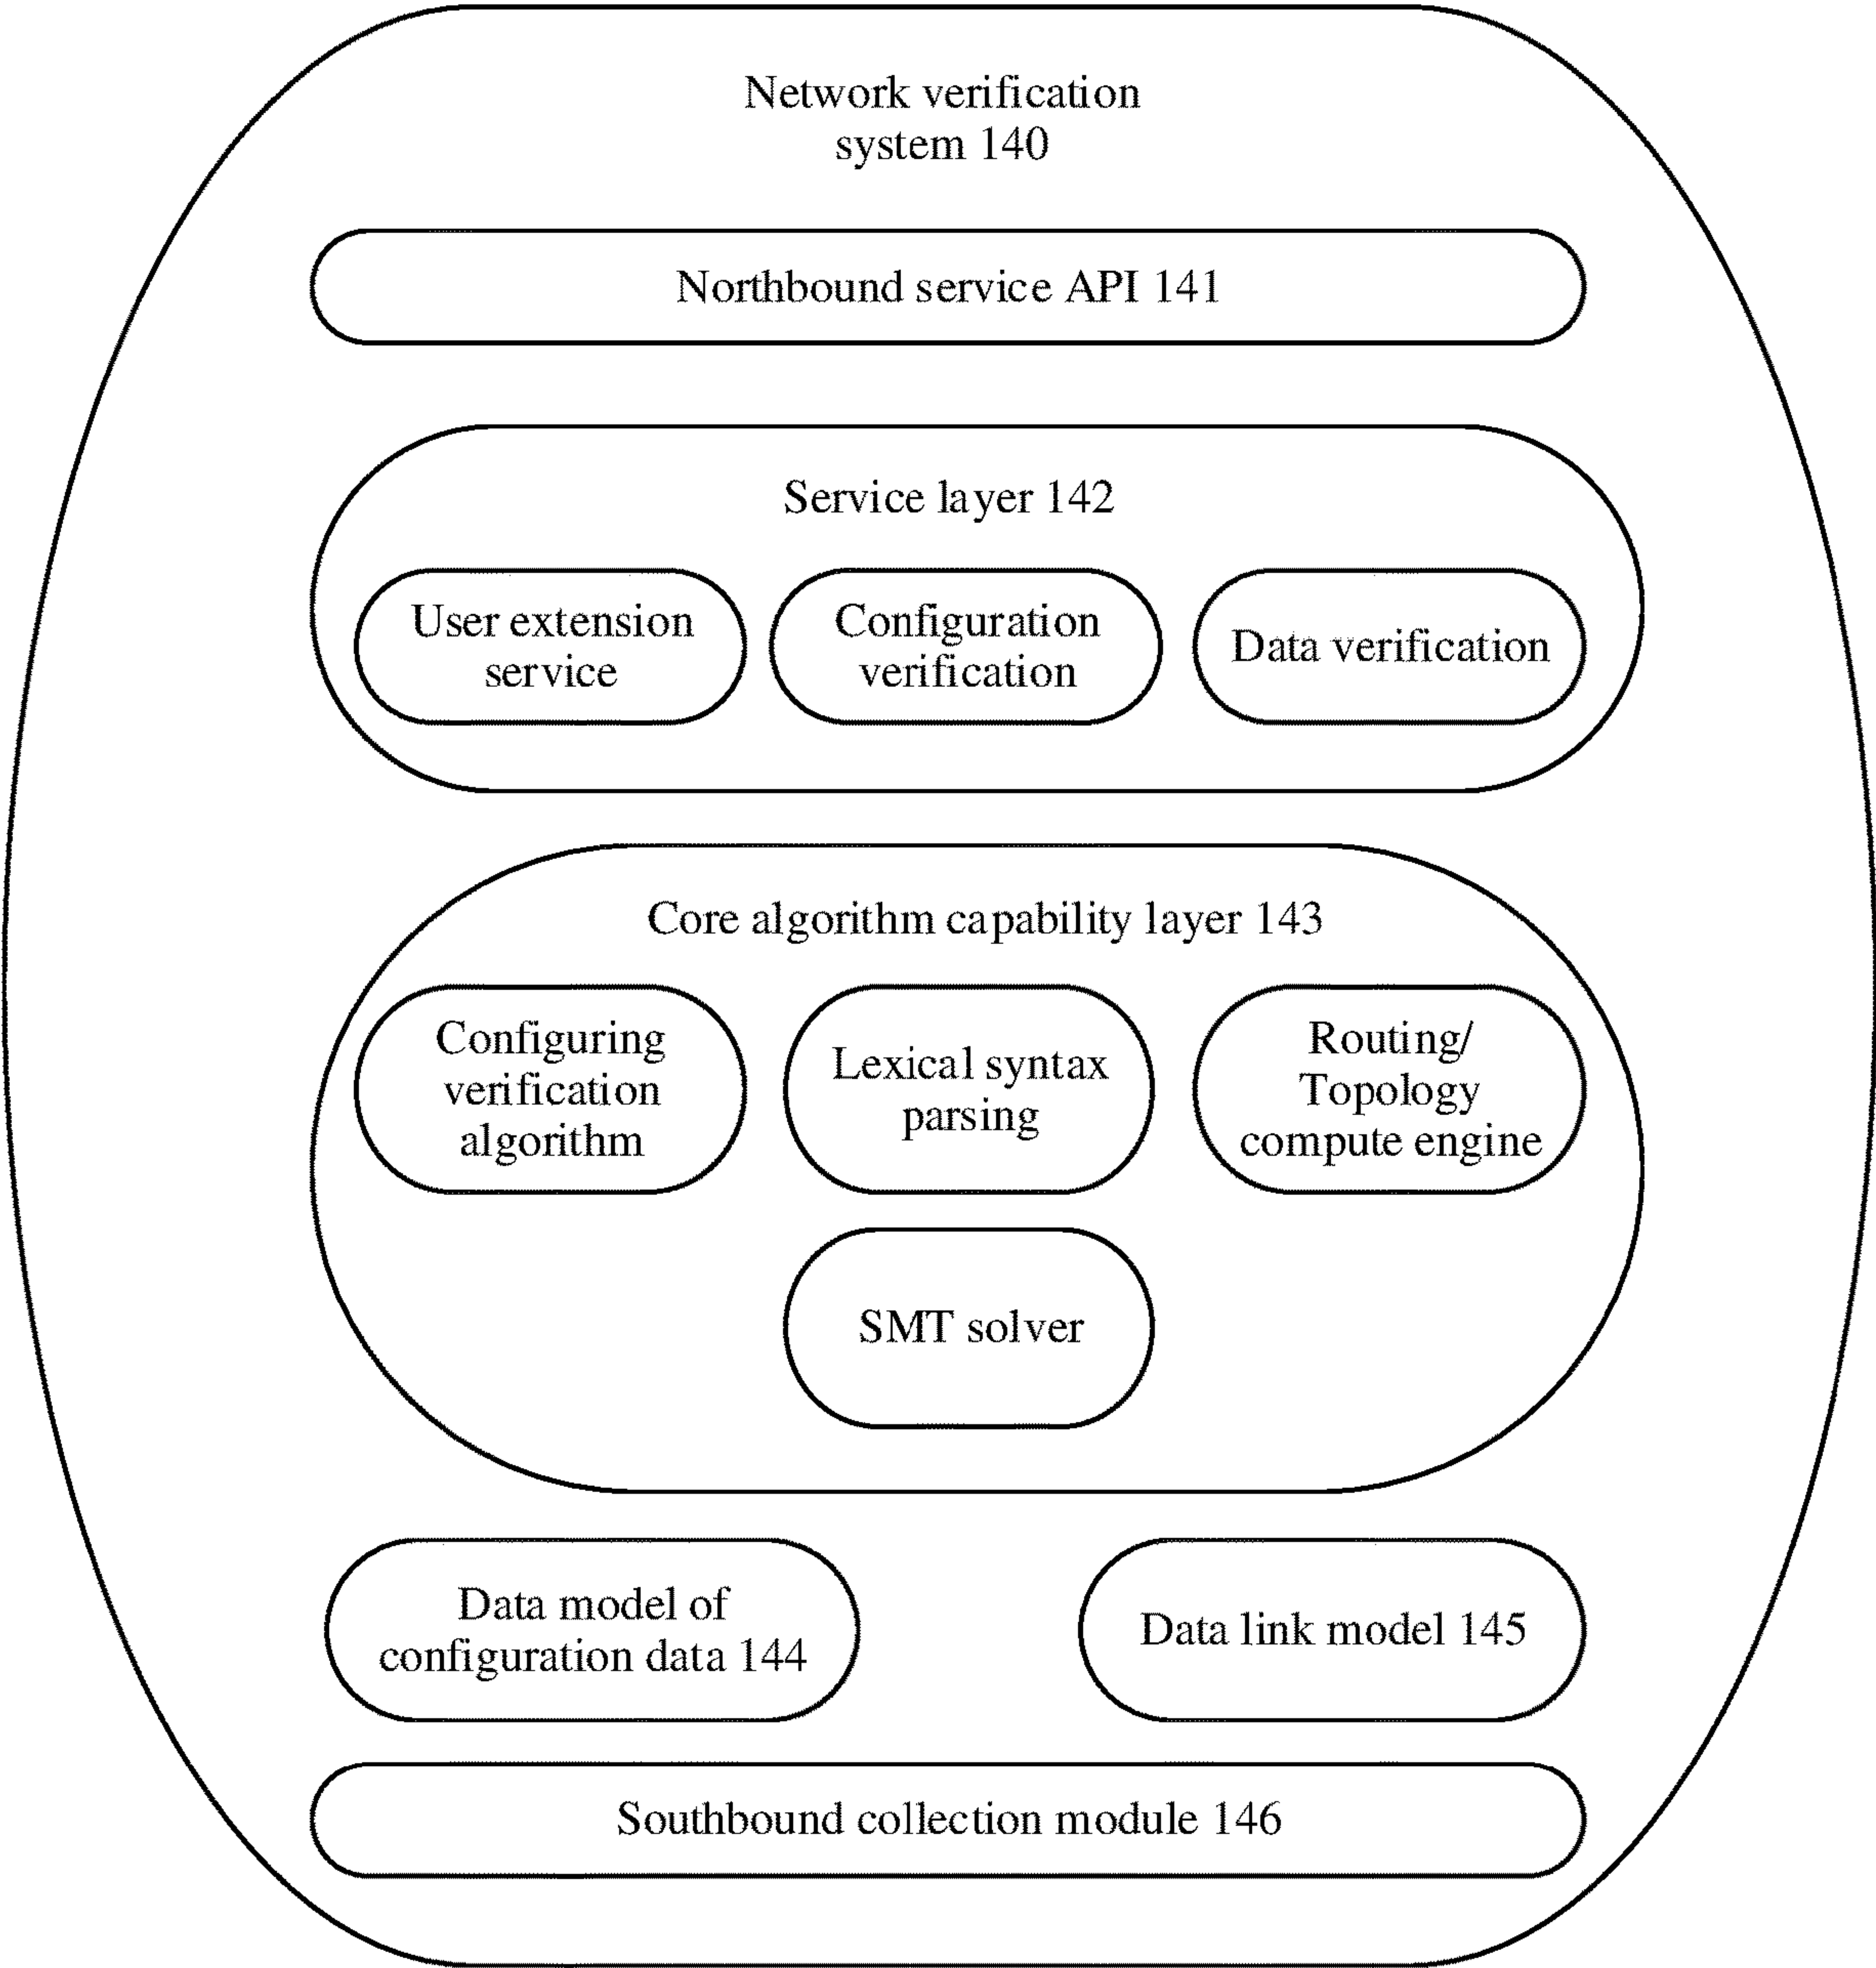 Network verification
system 140
Northbound service API 141
Service layer 142
User extension
service
Configuration
verification
Data verification
Core algorithm capability layer 143
Configuring
verification
algorithm
Lexical syntax
parsing
Routing/
Topology
compute engine
SMT solver
Data model of
configuration data 144
Data link model 145
Southbound collection module 146